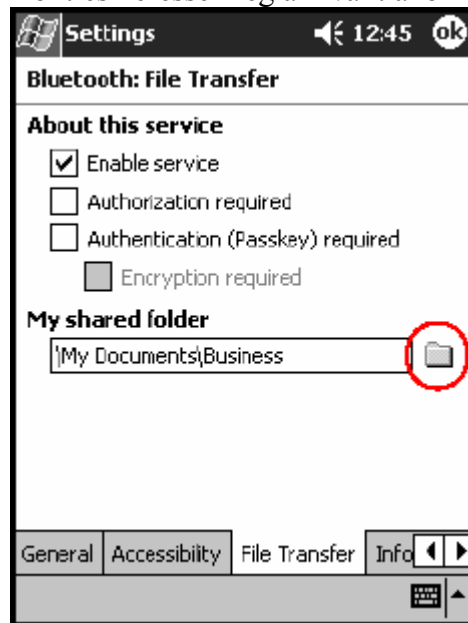 Settings 12:45 ok
Bluetooth: File Transfer
About this service
Enable service
Authorization required
Authentication (Passkey) required
Encryption required
My shared folder
\My Documents\Business
General Accessibility File Transfer Info